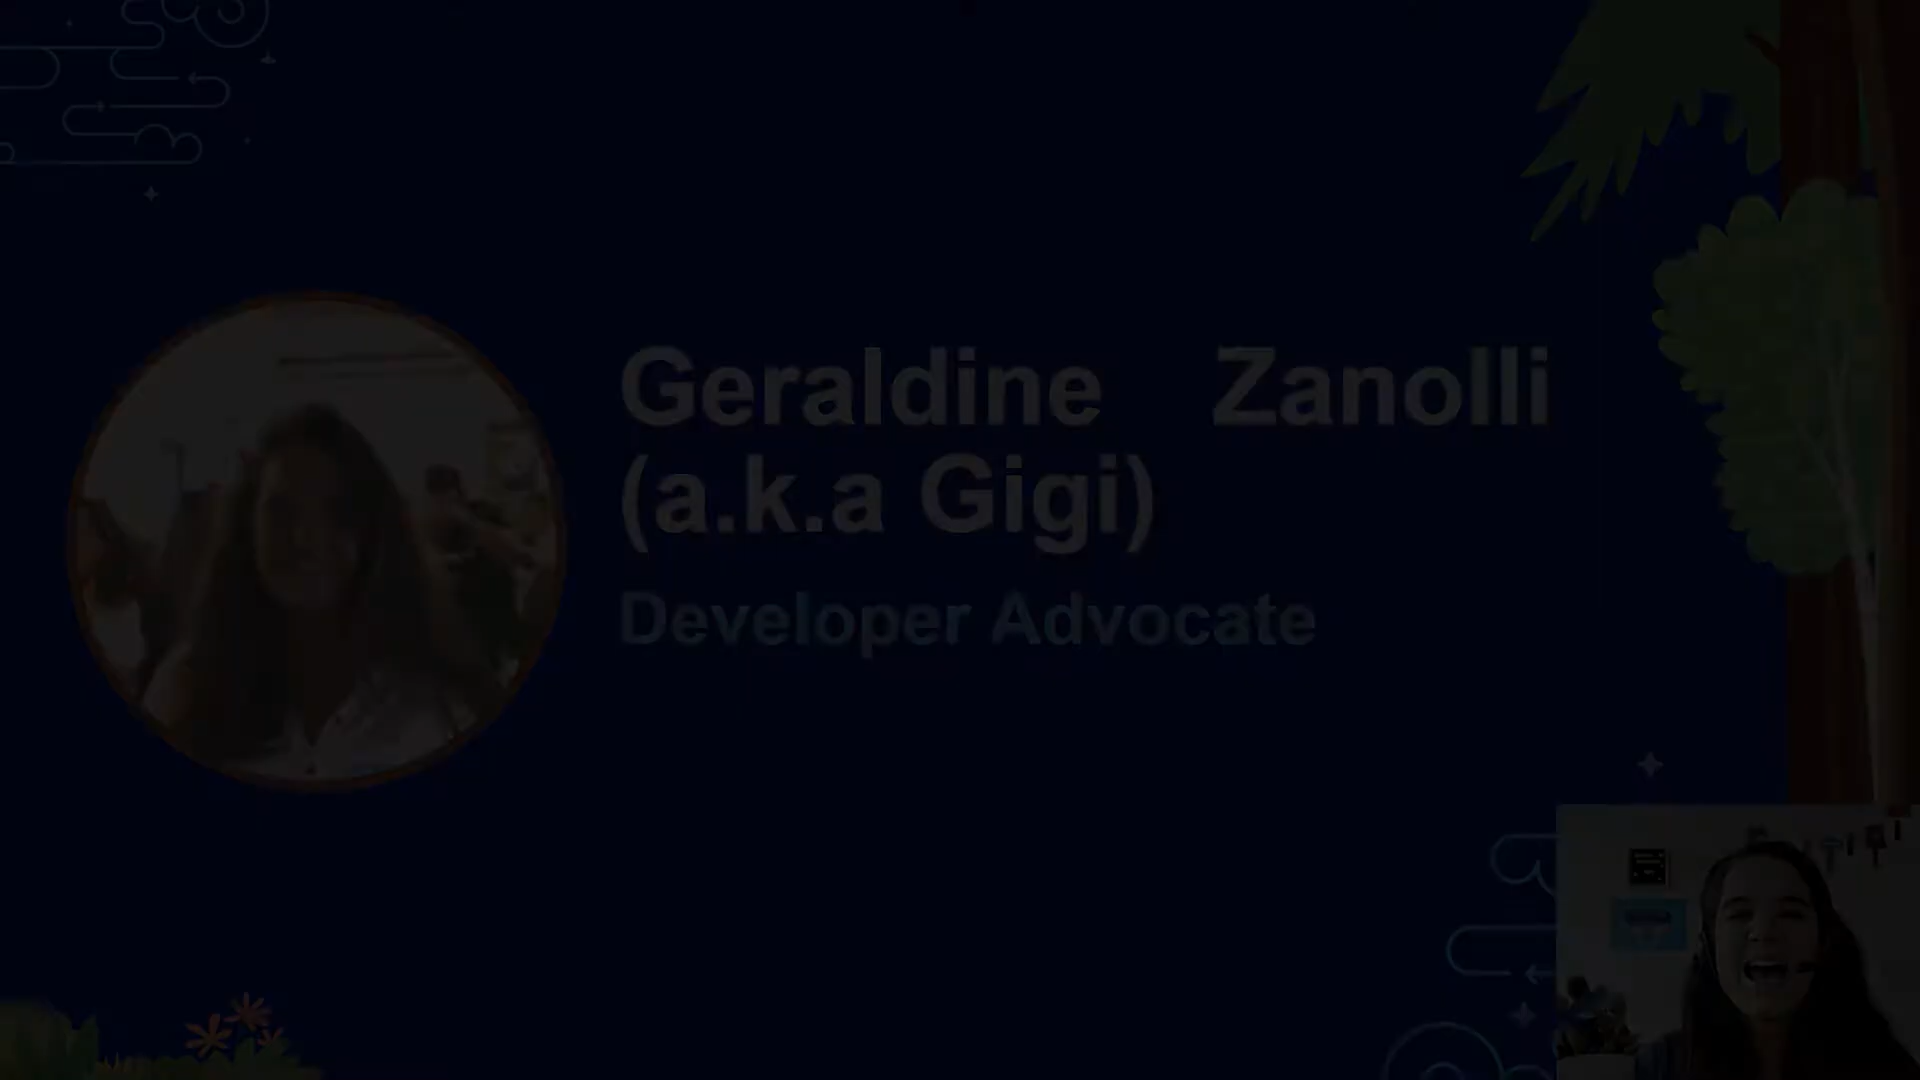 Geraldine Zanolli
(a.k.a Gigi)
Developer Advocate